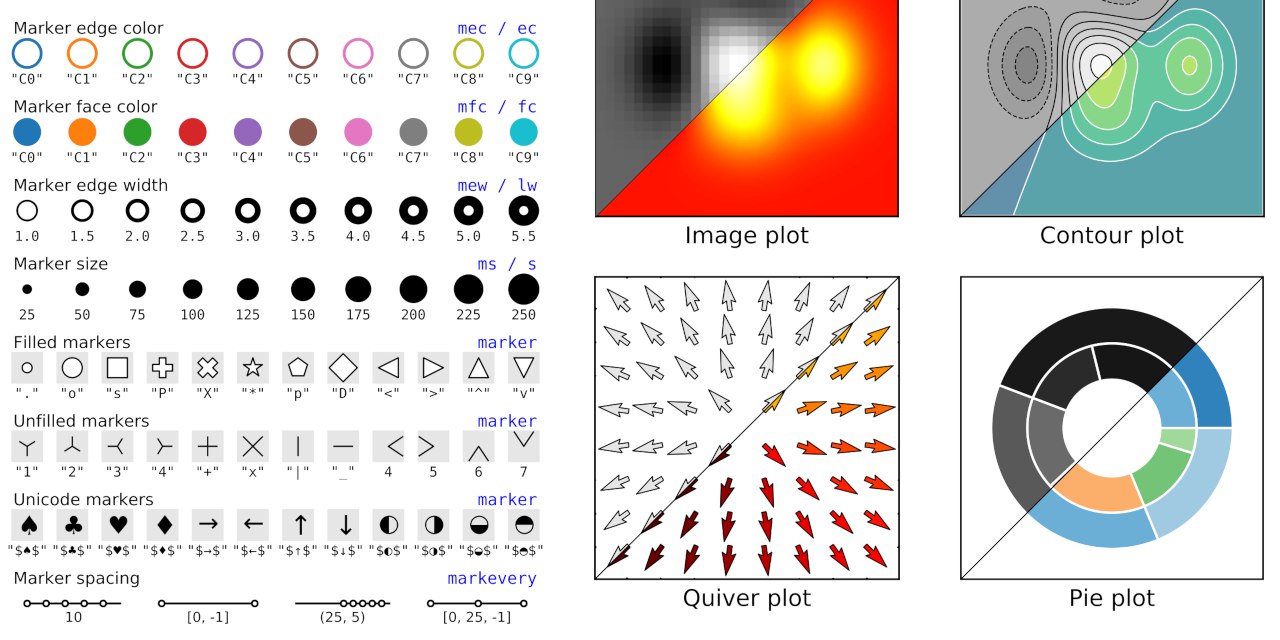 Marker edge color mec / ec
"C0" "C1" "C2" "C3" "C4" "C5" "C6" "C7" "C8" "C9"
Marker face color mfc / fc
"C0" "C1" "C2" "C3" "C4" "C5" "C6" "C7" "C8" "C9"
Marker edge width mew / lw
1.0 1.5 2.0 2.5 3.0 3.5 4.0 4.5 5.0 5.5
Marker size ms / s
25 50 75 100 125 150 175 200 225 250
Filled markers marker
"." "o" "s" "P" "X" "*" "p" "D" "<" ">" "^" "v"
Unfilled markers marker
"1" "2" "3" "4" "+" "x" "|" "_" 4 5 6 7
Unicode markers marker
"$♠$" "$♣$" "$♥$" "$♦$" "$→$" "$←$" "$↑$" "$↓$" "$◐$" "$◑$" "$◒$" "$◓$"
Marker spacing markevery
10 [0, -1] (25, 5) [0, 25, -1]
Image plot
Contour plot
Quiver plot
Pie plot